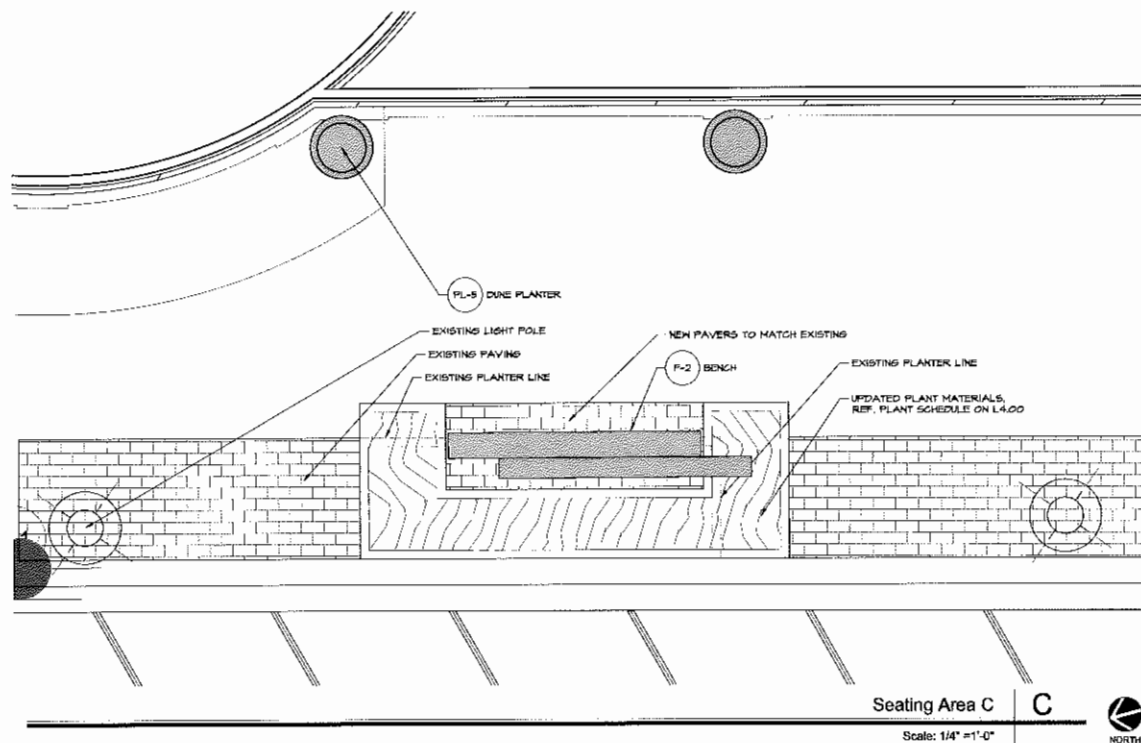 PL-5 DUNE PLANTER
EXISTING LIGHT POLE
EXISTING PAVING
EXISTING PLANTER LINE
NEW PAVERS TO MATCH EXISTING
F-2 BENCH
EXISTING PLANTER LINE
UPDATED PLANT MATERIALS,
REF. PLANT SCHEDULE ON L4.00
Seating Area C
C
Scale: 1/4" =1'-0"
NORTH